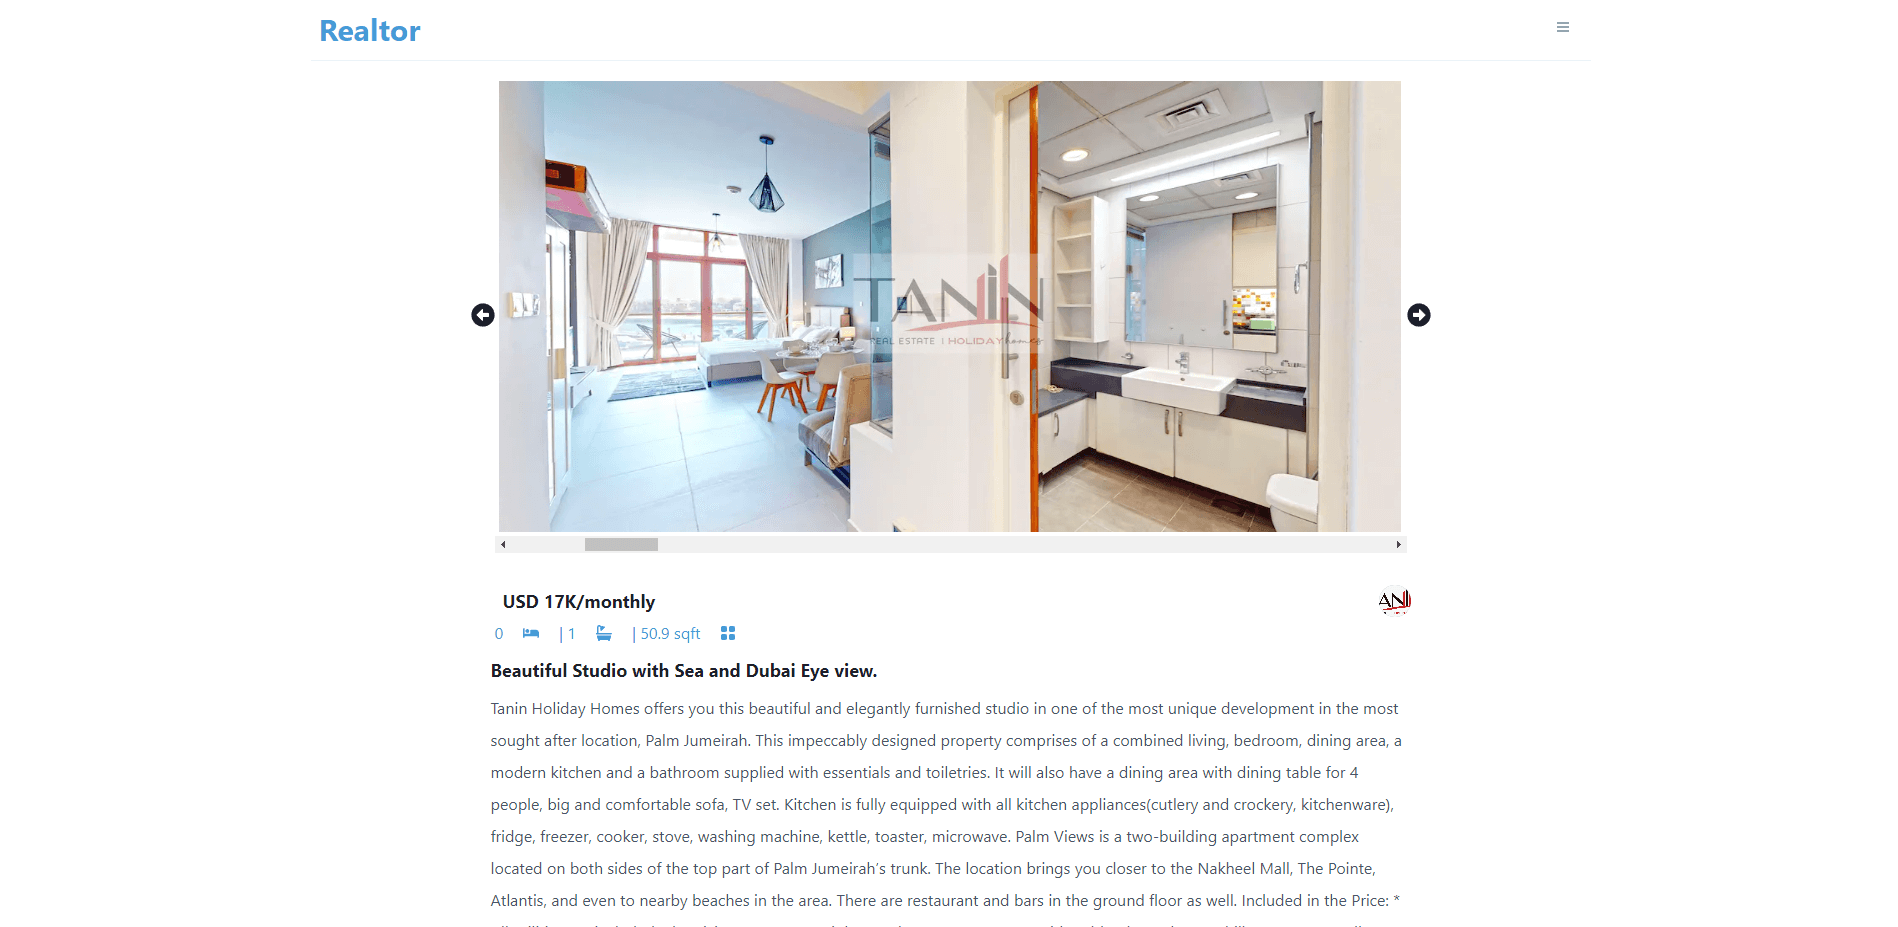 Realtor
TANIN
REAL ESTATE | HOLIDAY homes
USD 17K/monthly
ANI
0 | 1 | 50.9 sqft
Beautiful Studio with Sea and Dubai Eye view.
Tanin Holiday Homes offers you this beautiful and elegantly furnished studio in one of the most unique development in the most
sought after location, Palm Jumeirah. This impeccably designed property comprises of a combined living, bedroom, dining area, a
modern kitchen and a bathroom supplied with essentials and toiletries. It will also have a dining area with dining table for 4
people, big and comfortable sofa, TV set. Kitchen is fully equipped with all kitchen appliances(cutlery and crockery, kitchenware),
fridge, freezer, cooker, stove, washing machine, kettle, toaster, microwave. Palm Views is a two-building apartment complex
located on both sides of the top part of Palm Jumeirah’s trunk. The location brings you closer to the Nakheel Mall, The Pointe,
Atlantis, and even to nearby beaches in the area. There are restaurant and bars in the ground floor as well. Included in the Price: *